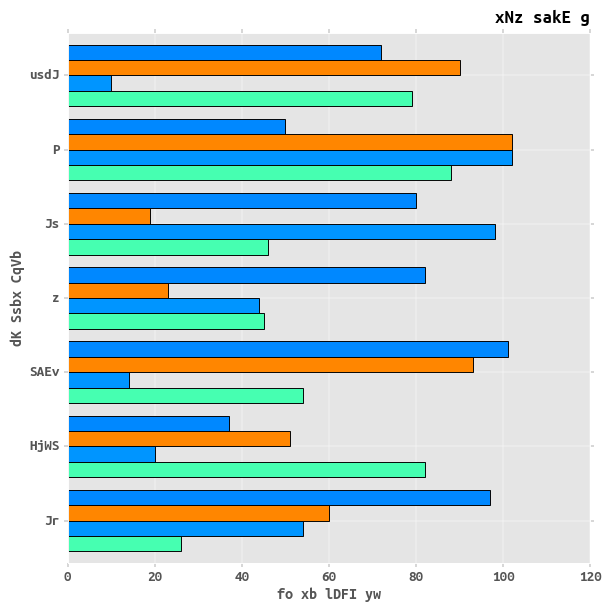 xNz sakE g
usdJ
P
Js
z
SAEv
HjWS
Jr
dK Ssbx CqVb
0 20 40 60 80 100 120
fo xb lDFI yw